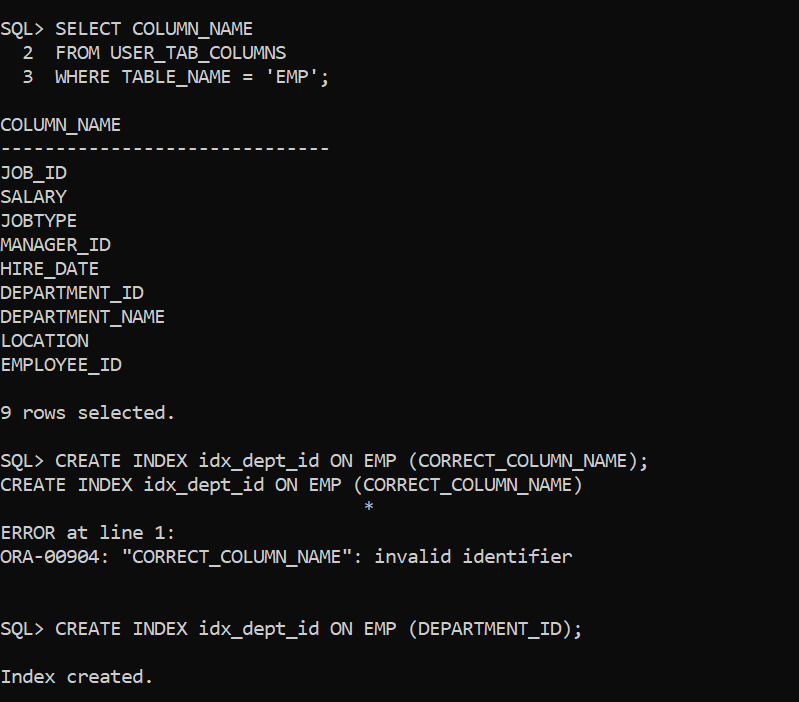 SQL> SELECT COLUMN_NAME
  2  FROM USER_TAB_COLUMNS
  3  WHERE TABLE_NAME = 'EMP';
COLUMN_NAME
------------------------------
JOB_ID
SALARY
JOBTYPE
MANAGER_ID
HIRE_DATE
DEPARTMENT_ID
DEPARTMENT_NAME
LOCATION
EMPLOYEE_ID
9 rows selected.
SQL> CREATE INDEX idx_dept_id ON EMP (CORRECT_COLUMN_NAME);
CREATE INDEX idx_dept_id ON EMP (CORRECT_COLUMN_NAME)
                                 *
ERROR at line 1:
ORA-00904: "CORRECT_COLUMN_NAME": invalid identifier
SQL> CREATE INDEX idx_dept_id ON EMP (DEPARTMENT_ID);
Index created.